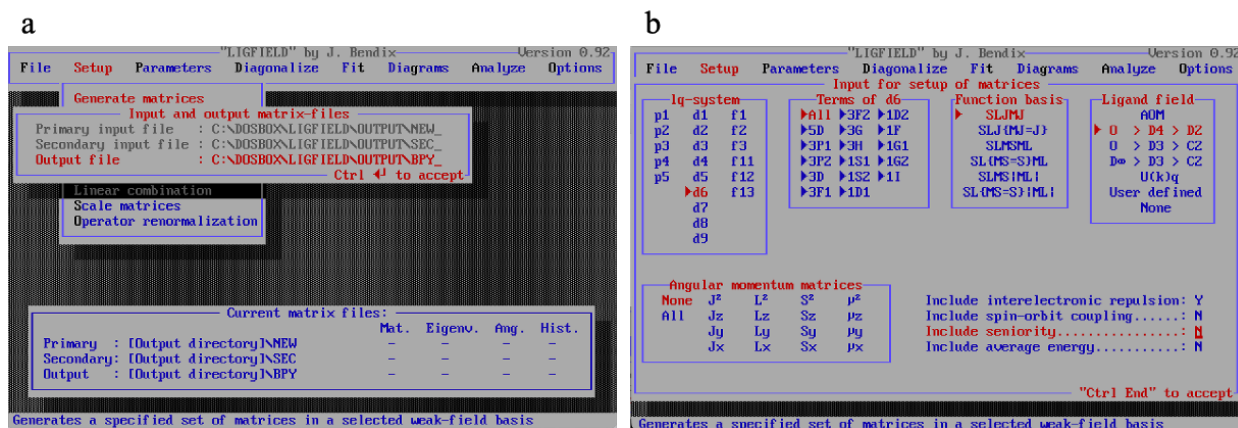 a
"LIGFIELD" by J. Bendix Version 0.92
File Setup Parameters Diagonalize Fit Diagrams Analyze Options
Generate matrices
Input and output matrix-files
Primary input file : C:\DOSBOX\LIGFIELD\OUTPUT\NEW_
Secondary input file : C:\DOSBOX\LIGFIELD\OUTPUT\SEC_
Output file : C:\DOSBOX\LIGFIELD\OUTPUT\BPY_
Ctrl ↵ to accept
Linear combination
Scale matrices
Operator renormalization
Current matrix files:
Mat. Eigenv. Ang. Hist.
Primary : [Output directory]\NEW – – – –
Secondary: [Output directory]\SEC – – – –
Output : [Output directory]\BPY – – – –
Generates a specified set of matrices in a selected weak-field basis
b
"LIGFIELD" by J. Bendix Version 0.92
File Setup Parameters Diagonalize Fit Diagrams Analyze Options
Input for setup of matrices
lq-system Terms of d6 Function basis Ligand field
p1 d1 f1 ►All ►3F2 ►1D2 ► SLJMJ AOM
p2 d2 f2 ►5D ►3G ►1F SLJ{MJ=J} ► O > D4 > D2
p3 d3 f3 ►3P1 ►3H ►1G1 SLMSML O > D3 > C2
p4 d4 f11 ►3P2 ►1S1 ►1G2 SL{MS=S}ML D∞ > D3 > C2
p5 d5 f12 ►3D ►1S2 ►1I SLMS¦ML¦ U(k)q
►d6 f13 ►3F1 ►1D1 SL{MS=S}¦ML¦ User defined
d7 None
d8
d9
Angular momentum matrices
None J² L² S² µ² Include interelectronic repulsion: Y
All Jz Lz Sz µz Include spin-orbit coupling......: N
Jy Ly Sy µy Include seniority................: N
Jx Lx Sx µx Include average energy...........: N
"Ctrl End" to accept
Generates a specified set of matrices in a selected weak-field basis